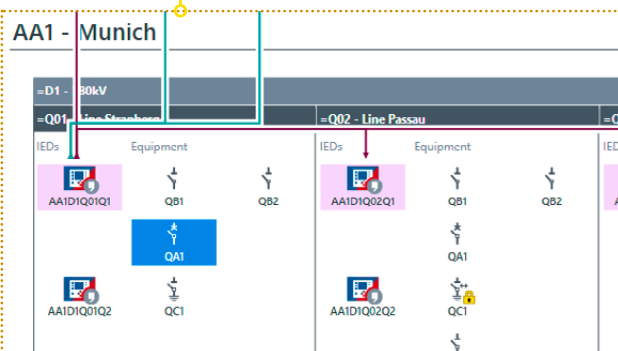 AA1 - Munich
=D1 - 80kV
=Q01
=Q02 - Line Passau
IEDs Equipment IEDs Equipment
AA1D1Q01Q1 QB1 QB2 AA1D1Q02Q1 QB1 QB2
QA1 QA1
AA1D1Q01Q2 QC1 AA1D1Q02Q2 QC1